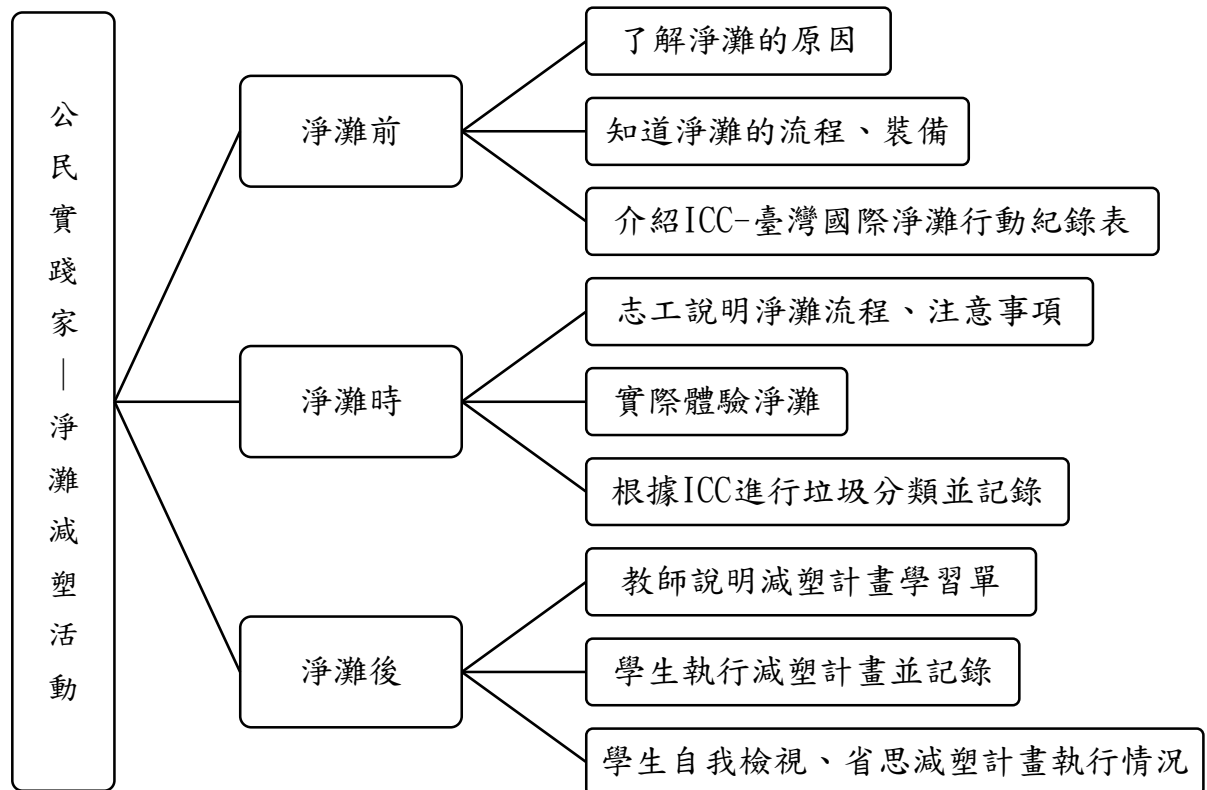 公民實踐家｜淨灘減塑活動
淨灘前
了解淨灘的原因
知道淨灘的流程、裝備
介紹ICC-臺灣國際淨灘行動紀錄表
淨灘時
志工說明淨灘流程、注意事項
實際體驗淨灘
根據ICC進行垃圾分類並記錄
淨灘後
教師說明減塑計畫學習單
學生執行減塑計畫並記錄
學生自我檢視、省思減塑計畫執行情況